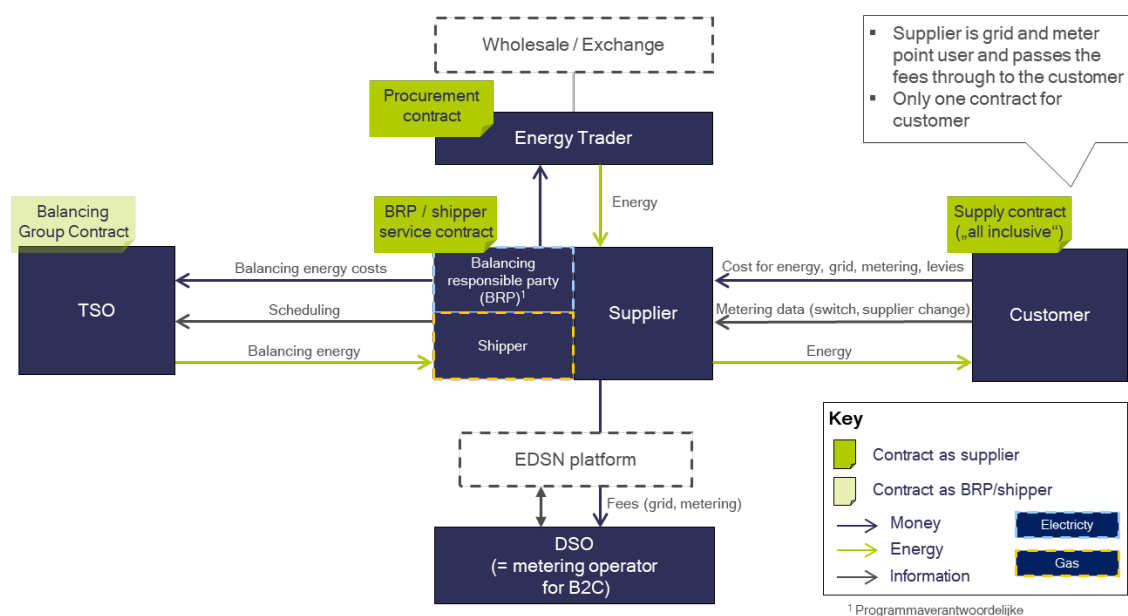 Wholesale / Exchange
▪ Supplier is grid and meter
point user and passes the
fees through to the customer
▪ Only one contract for
customer
Procurement
contract
Energy Trader
Energy
Balancing
Group Contract
BRP / shipper
service contract
Supply contract
(„all inclusive“)
TSO
Balancing energy costs
Scheduling
Balancing energy
Balancing
responsible party
(BRP)¹
Shipper
Supplier
Cost for energy, grid, metering, levies
Metering data (switch, supplier change)
Energy
Customer
EDSN platform
Fees (grid, metering)
DSO
(= metering operator
for B2C)
Key
Contract as supplier
Contract as BRP/shipper
Money
Energy
Information
Electricty
Gas
¹ Programmaverantwoordelijke